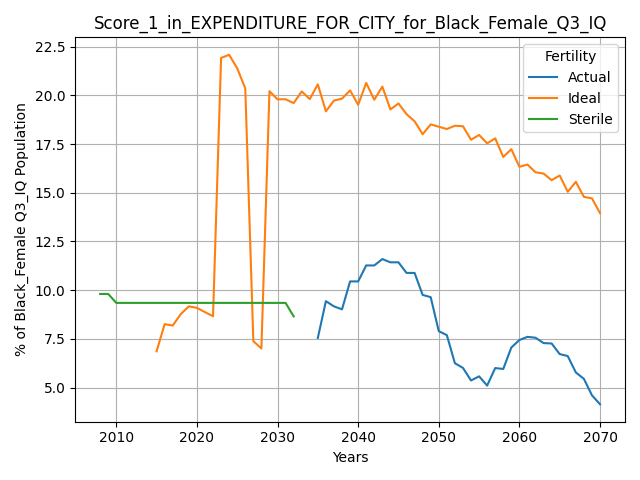 Score_1_in_EXPENDITURE_FOR_CITY_for_Black_Female_Q3_IQ
Fertility
Actual
Ideal
Sterile
% of Black_Female Q3_IQ Population
22.5
20.0
17.5
15.0
12.5
10.0
7.5
5.0
2010 2020 2030 2040 2050 2060 2070
Years